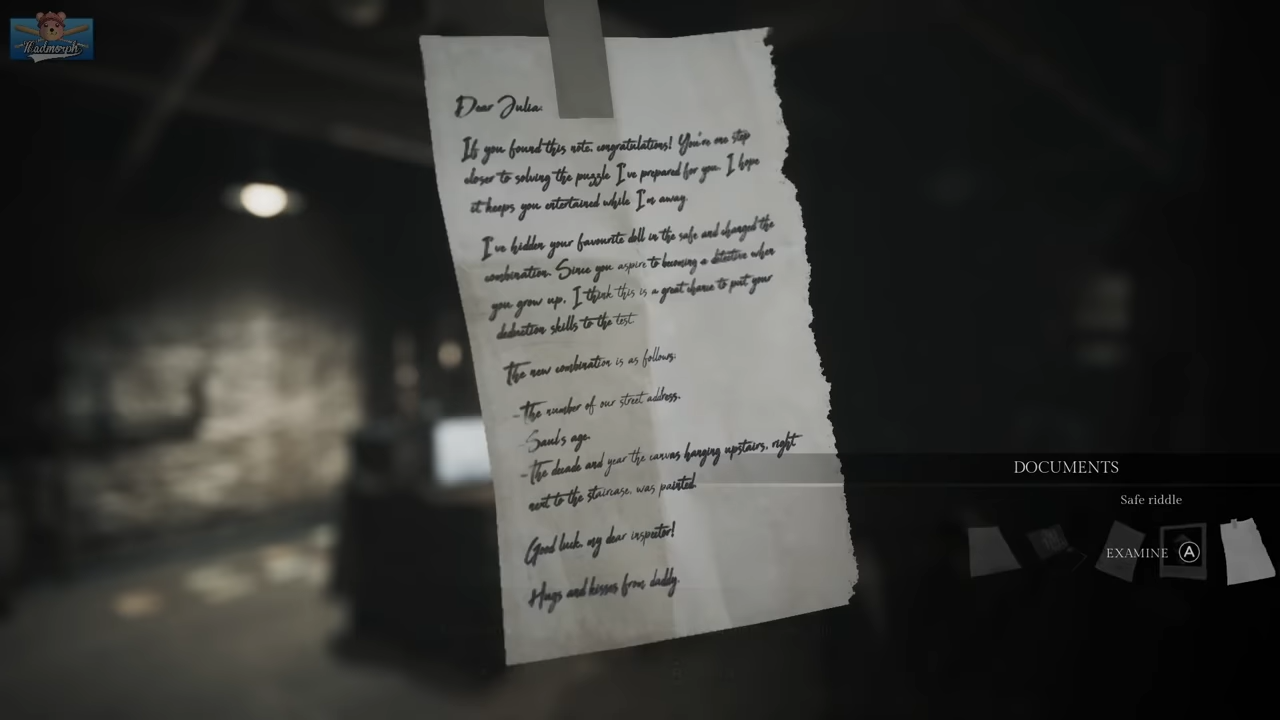 Madmorph
Dear Julia:
If you found this note, congratulations! You're one step
closer to solving the puzzle I've prepared for you. I hope
it keeps you entertained while I'm away.
I've hidden your favourite doll in the safe and changed the
combination. Since you aspire to becoming a detective when
you grow up, I think this is a great chance to put your
deduction skills to the test.
The new combination is as follows:
-The number of our street address.
-Saul's age.
-The decade and year the canvas hanging upstairs, right
next to the staircase, was painted.
Good luck, my dear inspector!
Hugs and kisses from daddy.
DOCUMENTS
Safe riddle
EXAMINE A